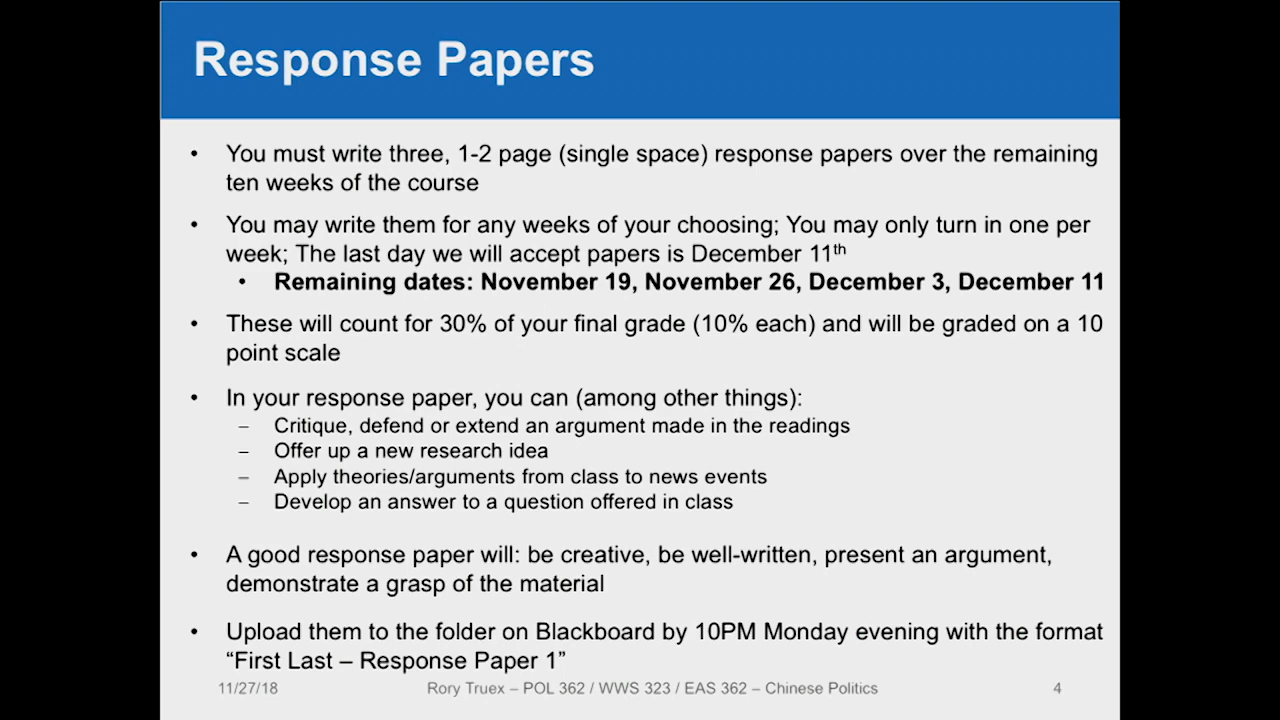 Response Papers
• You must write three, 1-2 page (single space) response papers over the remaining
ten weeks of the course
• You may write them for any weeks of your choosing; You may only turn in one per
week; The last day we will accept papers is December 11th
• Remaining dates: November 19, November 26, December 3, December 11
• These will count for 30% of your final grade (10% each) and will be graded on a 10
point scale
• In your response paper, you can (among other things):
– Critique, defend or extend an argument made in the readings
– Offer up a new research idea
– Apply theories/arguments from class to news events
– Develop an answer to a question offered in class
• A good response paper will: be creative, be well-written, present an argument,
demonstrate a grasp of the material
• Upload them to the folder on Blackboard by 10PM Monday evening with the format
“First Last – Response Paper 1”
11/27/18 Rory Truex – POL 362 / WWS 323 / EAS 362 – Chinese Politics 4